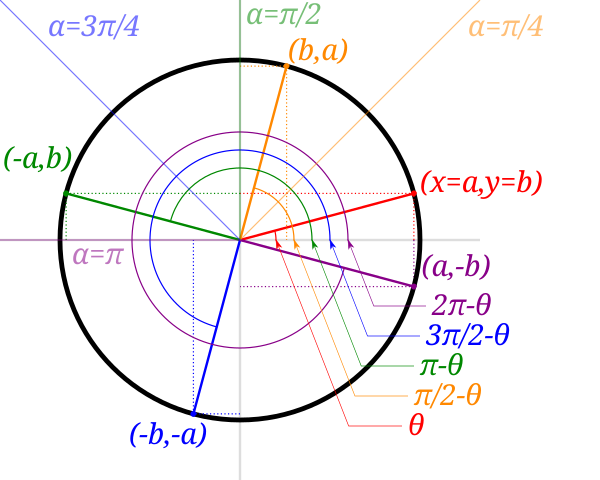 α=π/2
α=3π/4
α=π/4
(b,a)
(-a,b)
(x=a,y=b)
α=π
(a,-b)
2π-θ
3π/2-θ
π-θ
π/2-θ
θ
(-b,-a)